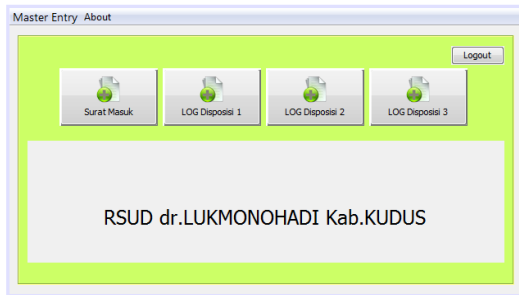 Master Entry About
Logout
Surat Masuk LOG Disposisi 1 LOG Disposisi 2 LOG Disposisi 3
RSUD dr.LUKMONOHADI Kab.KUDUS